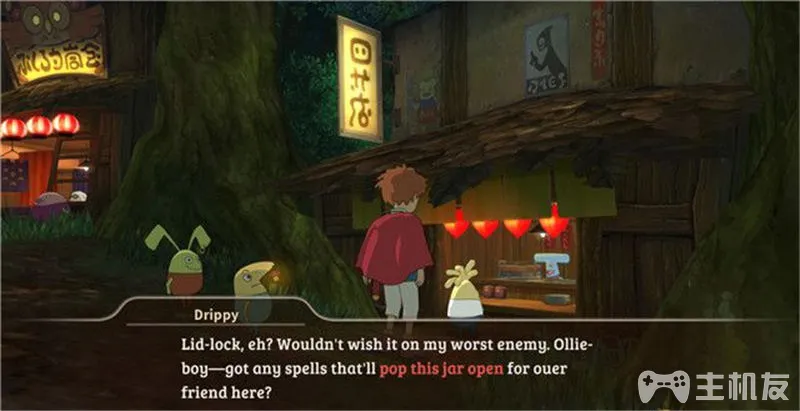 Drippy
Lid-lock, eh? Wouldn't wish it on my worst enemy. Ollie-
boy—got any spells that'll pop this jar open for ouer
friend here?
主机友